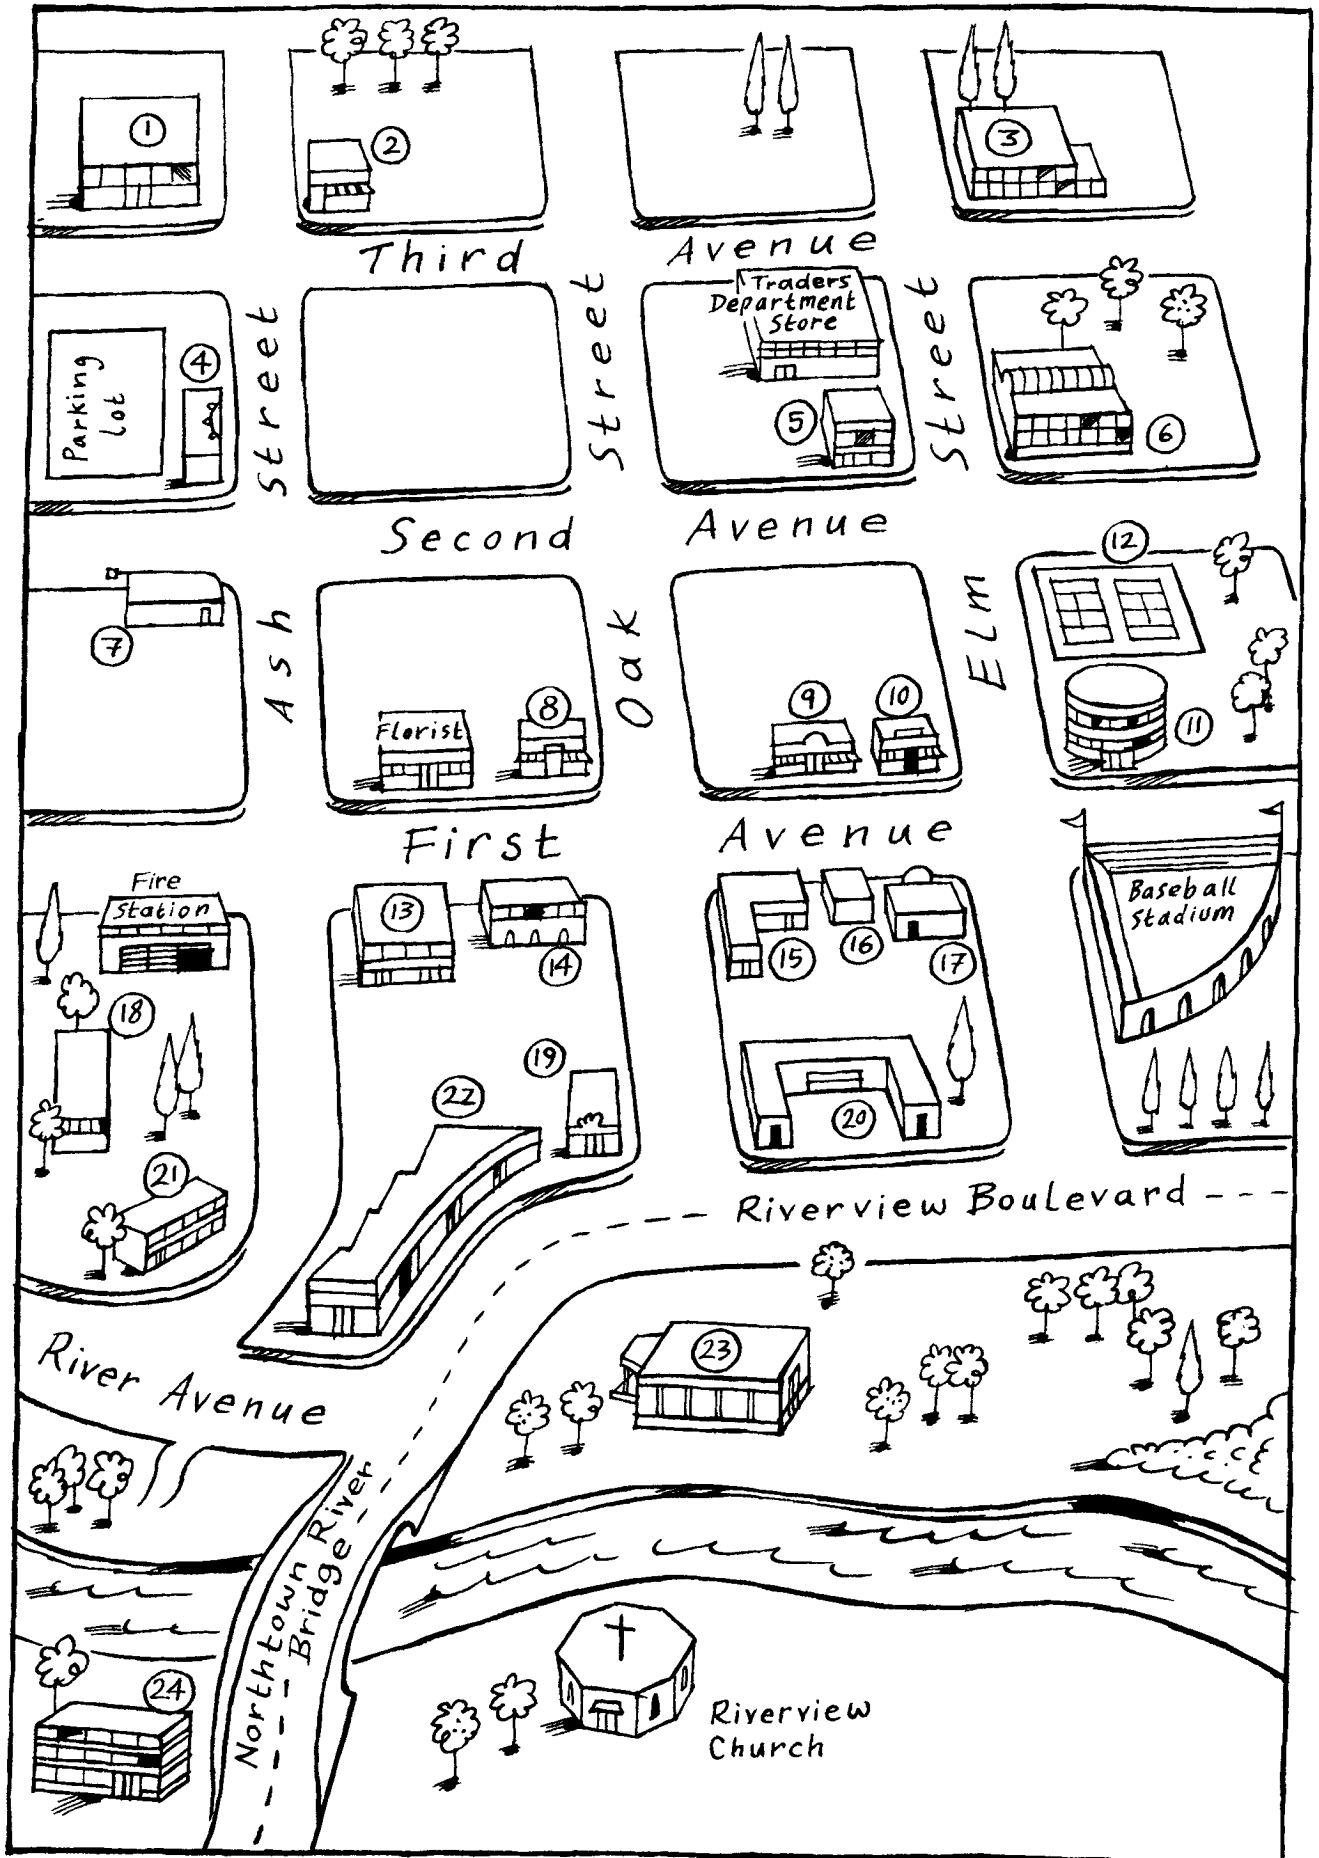 1
2
3
Third Avenue
Traders
Department
Store
Parking
Lot
4
Street
Street
Street
5
6
Second Avenue
12
7
Ash
Oak
Elm
Florist
8
9
10
11
First Avenue
Fire
Station
13
14
15
16
17
Baseball
Stadium
18
19
22
20
21
Riverview Boulevard
River Avenue
23
Northtown River
Bridge
24
Riverview
Church